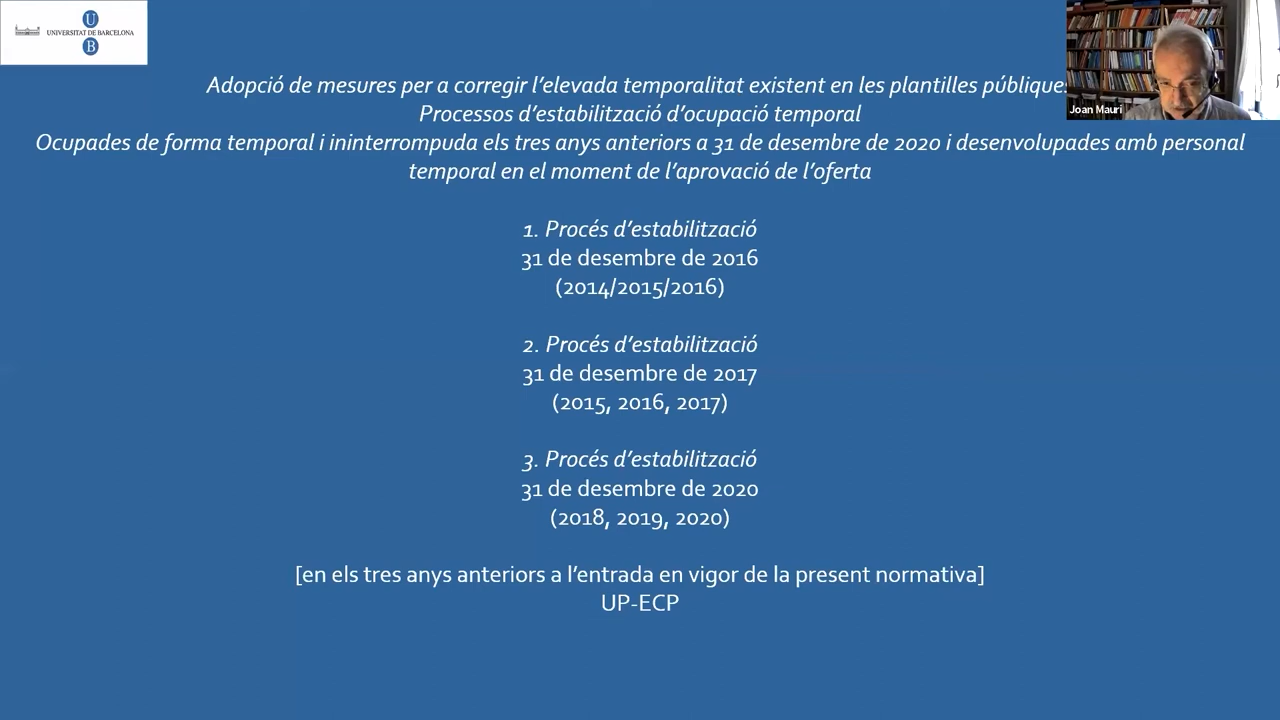 U
UNIVERSITAT DE BARCELONA
B
Joan Mauri
Adopció de mesures per a corregir l'elevada temporalitat existent en les plantilles públiques
Processos d'estabilització d'ocupació temporal
Ocupades de forma temporal i ininterrompuda els tres anys anteriors a 31 de desembre de 2020 i desenvolupades amb personal
temporal en el moment de l'aprovació de l'oferta
1. Procés d'estabilització
31 de desembre de 2016
(2014/2015/2016)
2. Procés d'estabilització
31 de desembre de 2017
(2015, 2016, 2017)
3. Procés d'estabilització
31 de desembre de 2020
(2018, 2019, 2020)
[en els tres anys anteriors a l'entrada en vigor de la present normativa]
UP-ECP